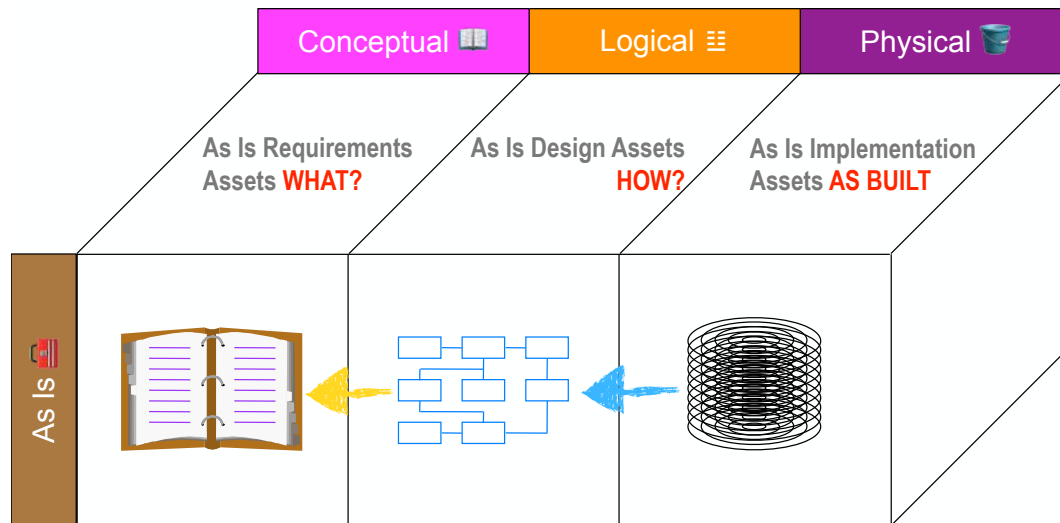 Conceptual 📖
Logical ☷
Physical 🪣
As Is Requirements
Assets WHAT?
As Is Design Assets
HOW?
As Is Implementation
Assets AS BUILT
As Is 🧰